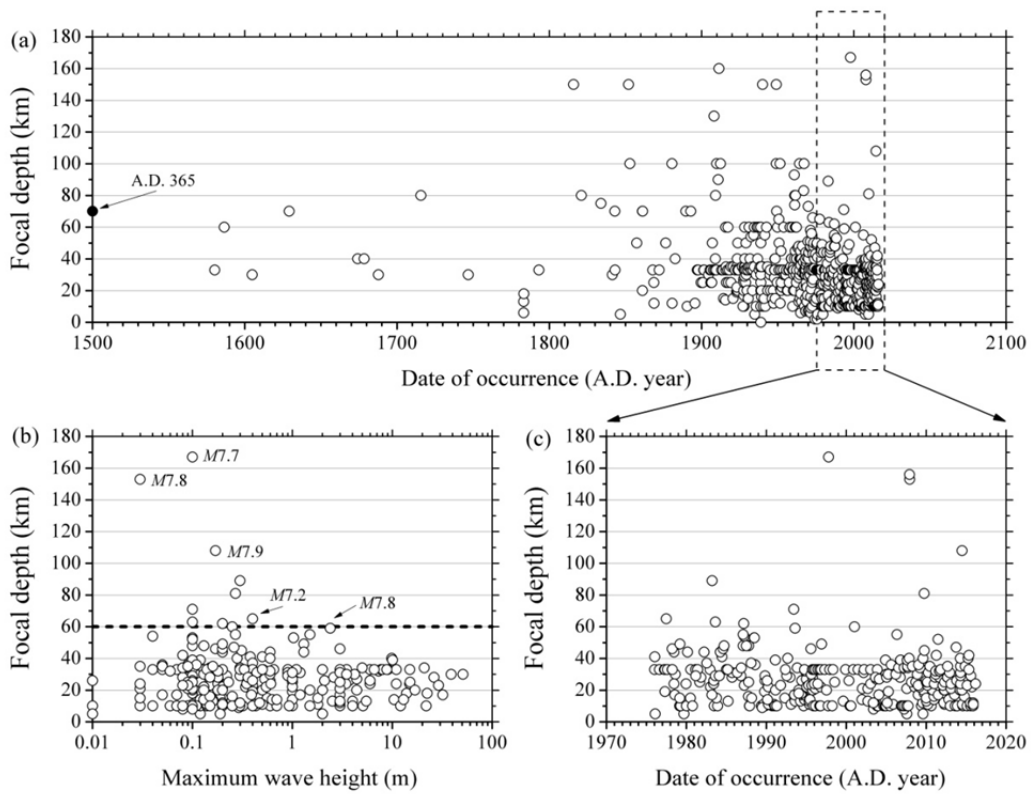 (a)
180
160
140
120
100
80
60
40
20
0
Focal depth (km)
A.D. 365
1500 1600 1700 1800 1900 2000 2100
Date of occurrence (A.D. year)
(b)
180
160
140
120
100
80
60
40
20
0
Focal depth (km)
M7.7
M7.8
M7.9
M7.2
M7.8
0.01 0.1 1 10 100
Maximum wave height (m)
(c)
180
160
140
120
100
80
60
40
20
0
Focal depth (km)
1970 1980 1990 2000 2010 2020
Date of occurrence (A.D. year)